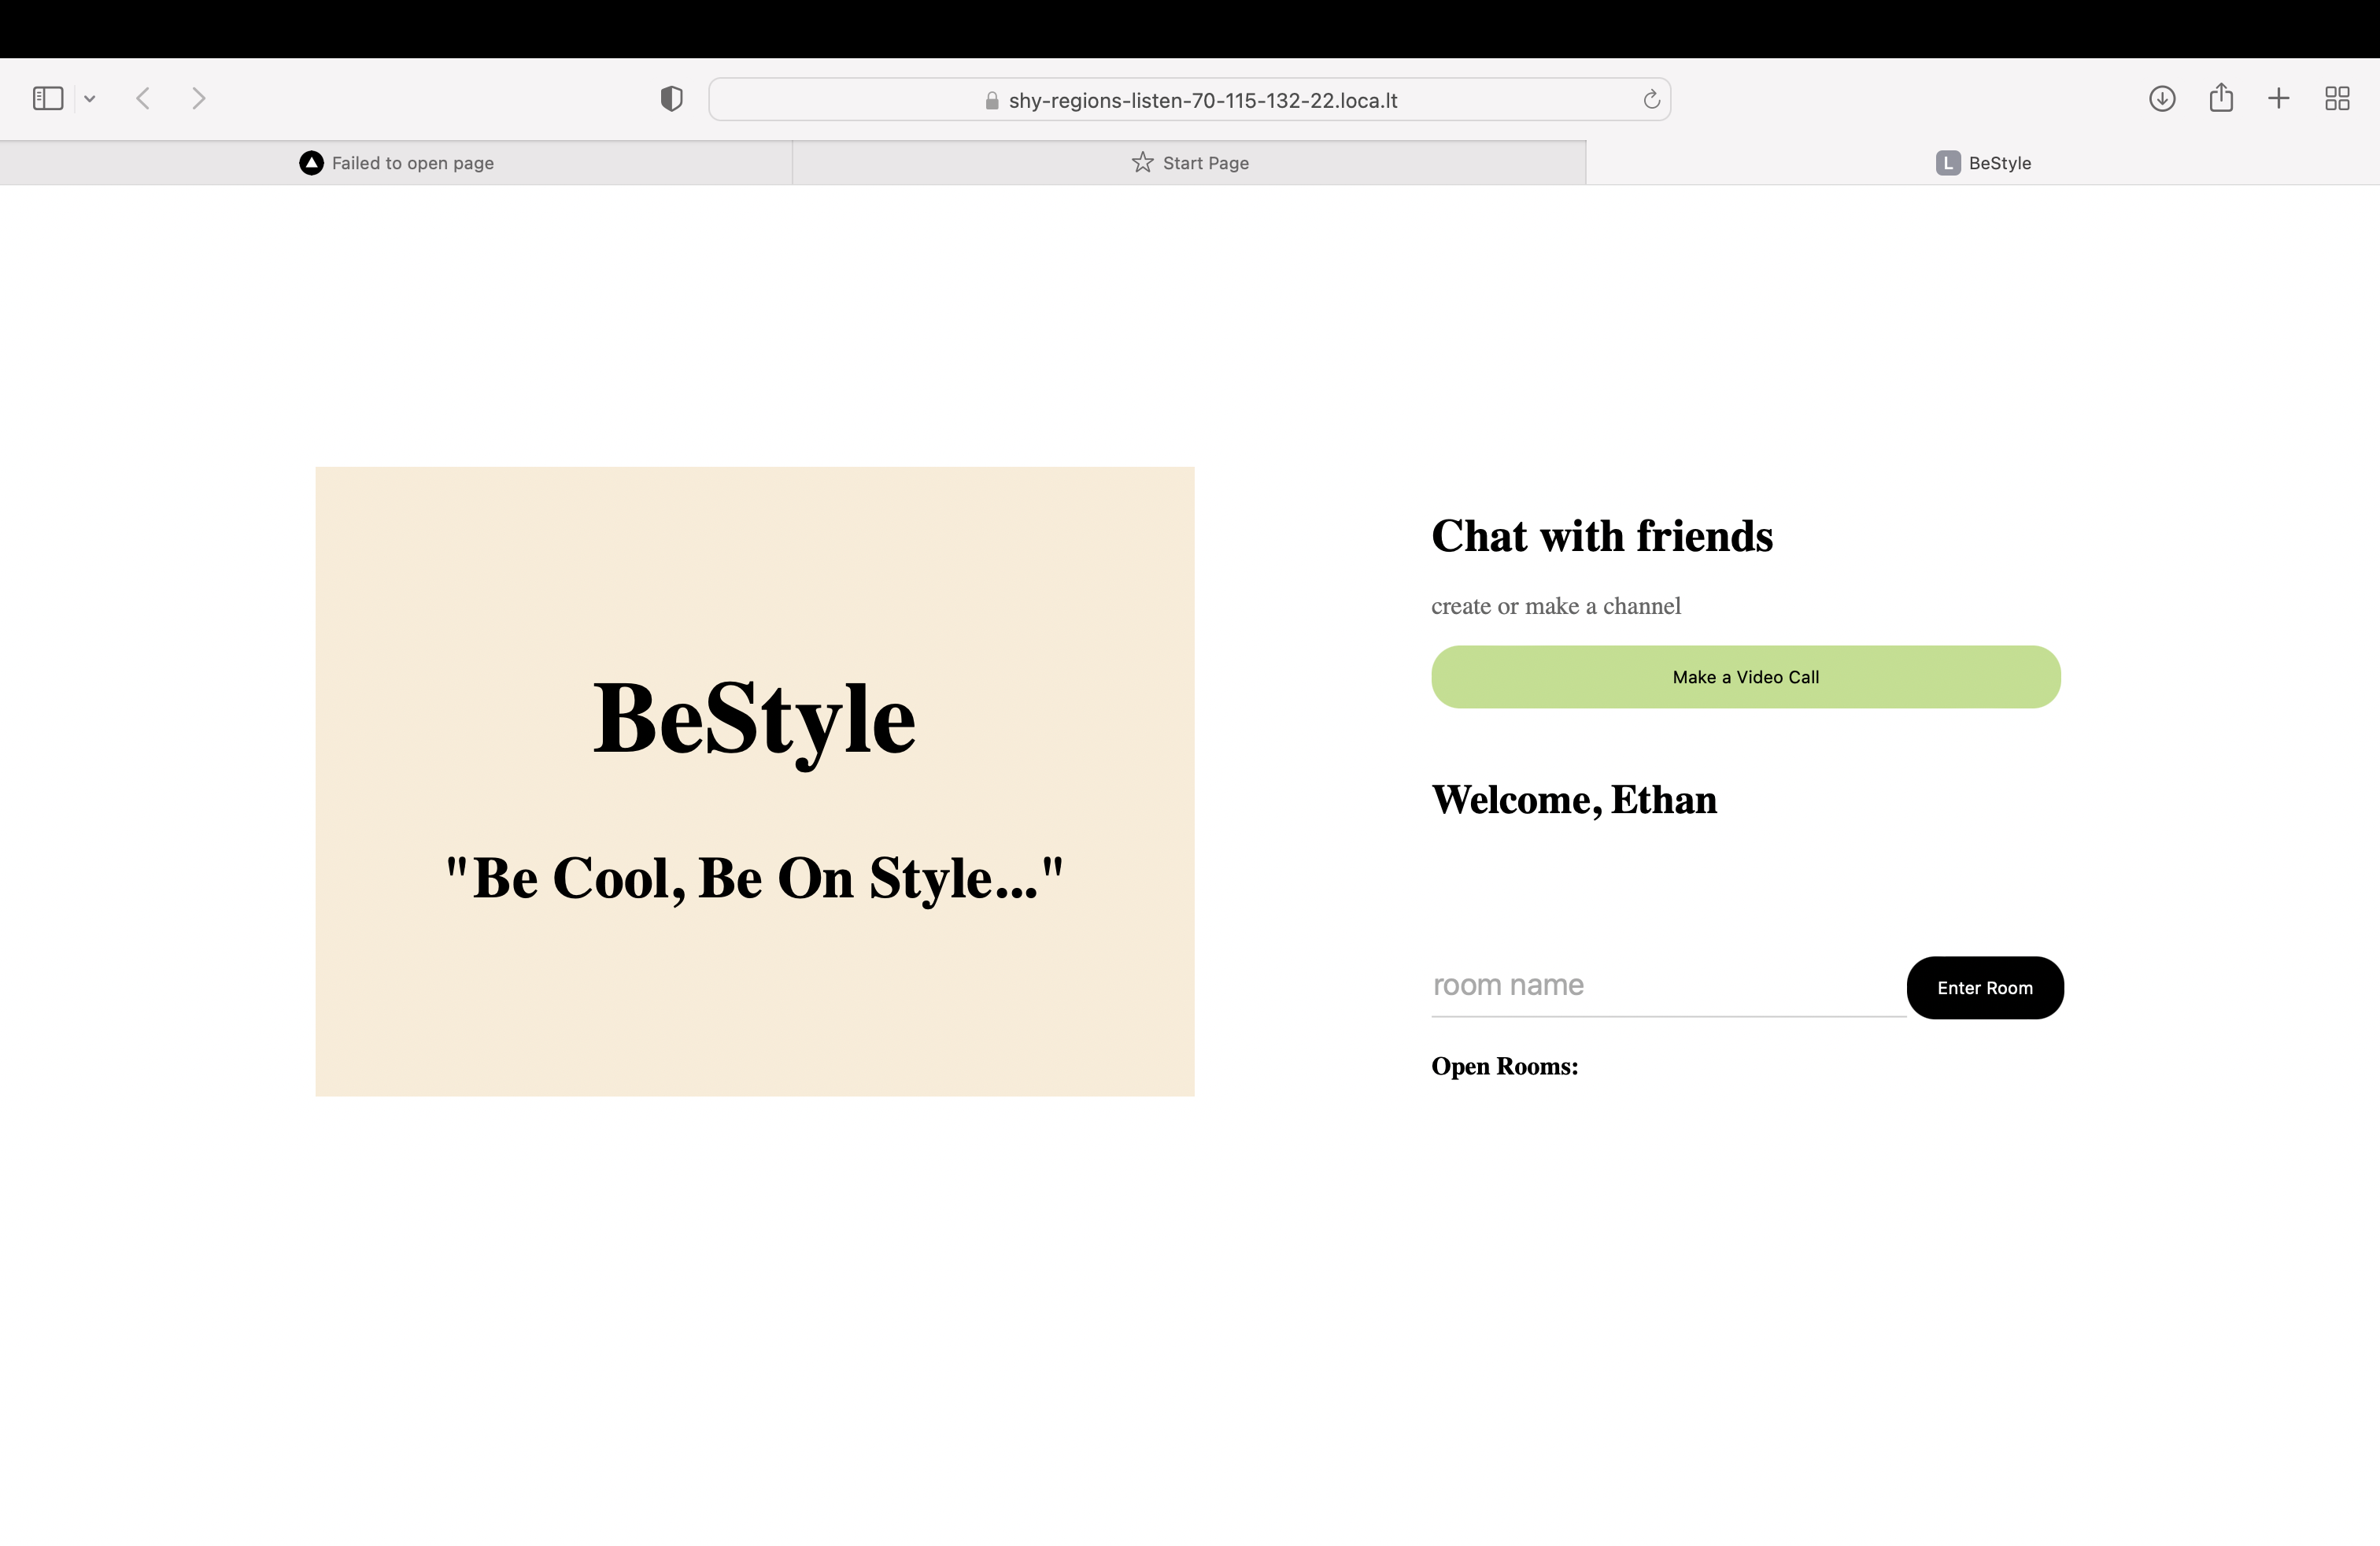 shy-regions-listen-70-115-132-22.loca.lt
Failed to open page
Start Page
L BeStyle
BeStyle
"Be Cool, Be On Style..."
Chat with friends
create or make a channel
Make a Video Call
Welcome, Ethan
room name
Enter Room
Open Rooms: